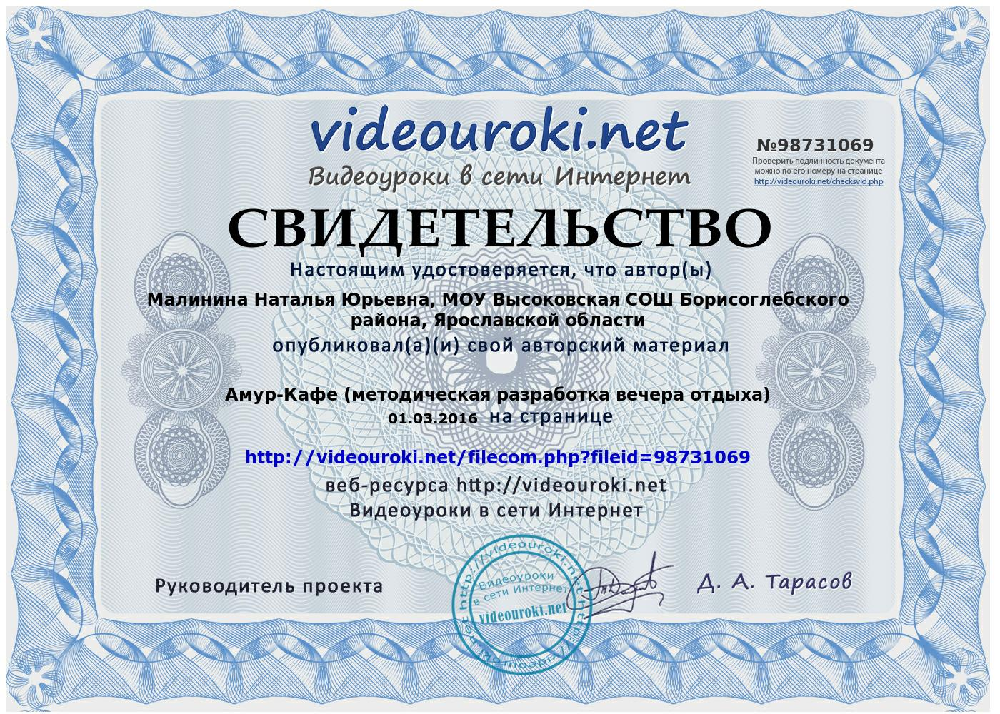 videouroki.net
Видеоуроки в сети Интернет
№98731069
Проверить подлинность документа
можно по его номеру на странице
http://videouroki.net/checksvid.php
СВИДЕТЕЛЬСТВО
Настоящим удостоверяется, что автор(ы)
Малинина Наталья Юрьевна, МОУ Высоковская СОШ Борисоглебского
района, Ярославской области
опубликовал(а)(и) свой авторский материал
Амур-Кафе (методическая разработка вечера отдыха)
01.03.2016 на странице
http://videouroki.net/filecom.php?fileid=98731069
веб-ресурса http://videouroki.net
Видеоуроки в сети Интернет
Руководитель проекта
http://videouroki.net http://videouroki.net
Видеоуроки
в сети Интернет
videouroki.net
Д. А. Тарасов